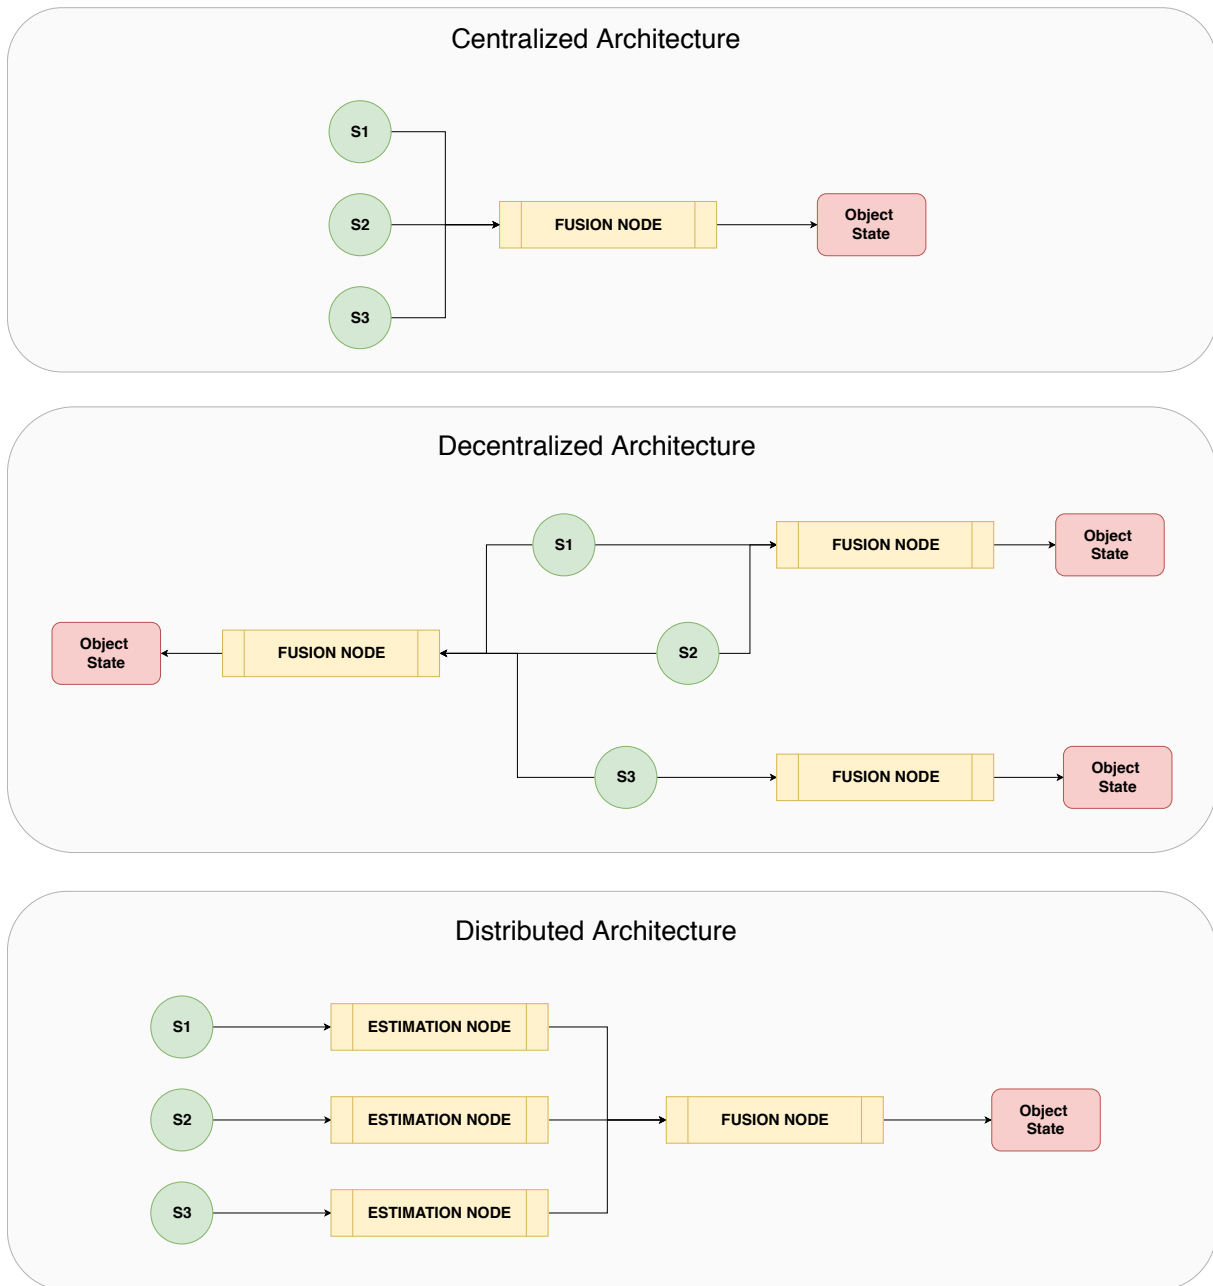 Centralized Architecture
S1
S2
FUSION NODE
Object
State
S3
Decentralized Architecture
S1
FUSION NODE
Object
State
Object
State
FUSION NODE
S2
S3
FUSION NODE
Object
State
Distributed Architecture
S1
ESTIMATION NODE
S2
ESTIMATION NODE
FUSION NODE
Object
State
S3
ESTIMATION NODE